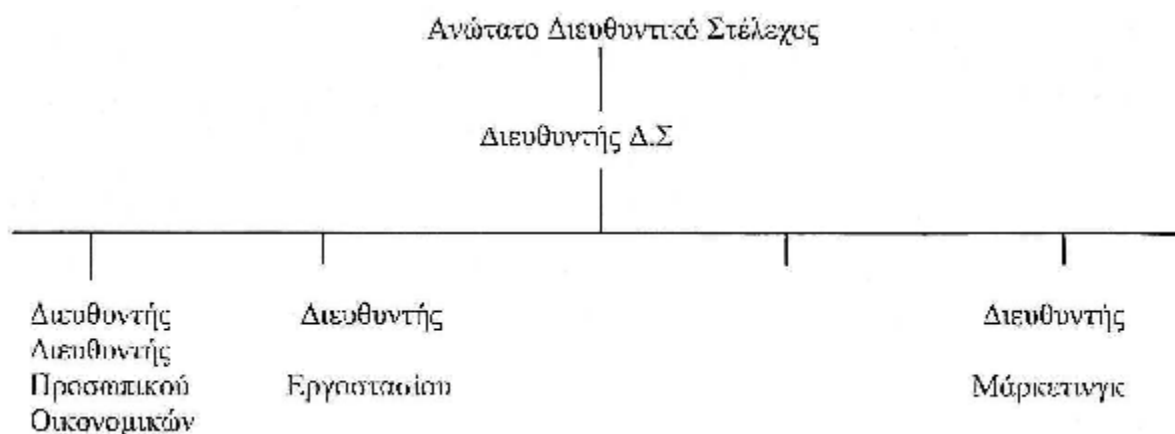 Ανώτατο Διευθυντικό Στέλεχος
Διευθυντής Δ.Σ
Διευθυντής Διευθυντής Διευθυντής
Διευθυντής
Προσωπικού Εργοστασίου Μάρκετινγκ
Οικονομικών